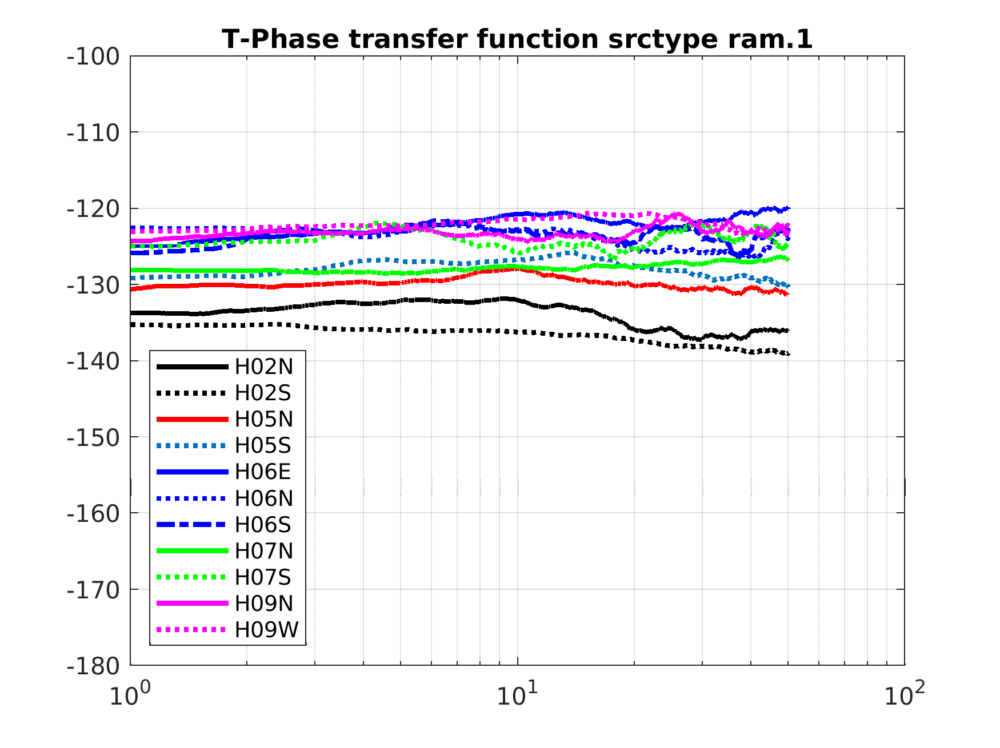 T-Phase transfer function srctype ram.1
-100
-110
-120
-130
-140
-150
-160
-170
-180
H02N
H02S
H05N
H05S
H06E
H06N
H06S
H07N
H07S
H09N
H09W
10^0 10^1 10^2